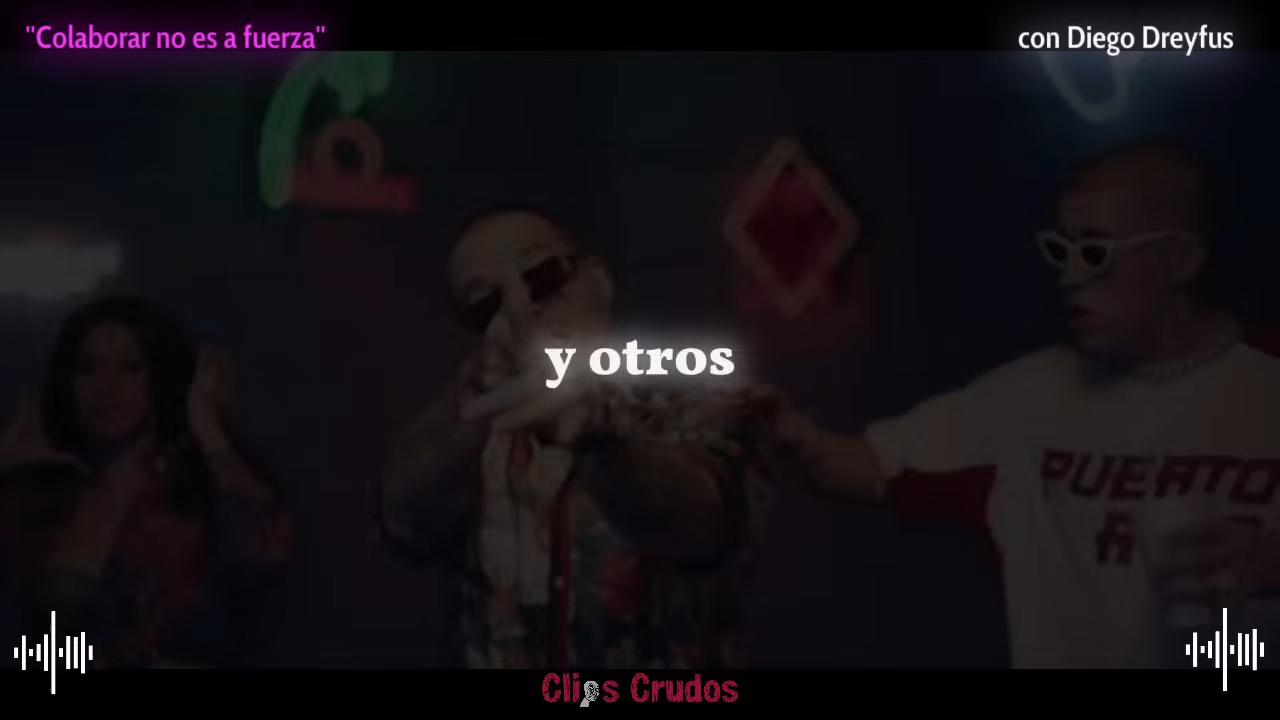 "Colaborar no es a fuerza"
con Diego Dreyfus
y otros
PUERTO
Clips Crudos